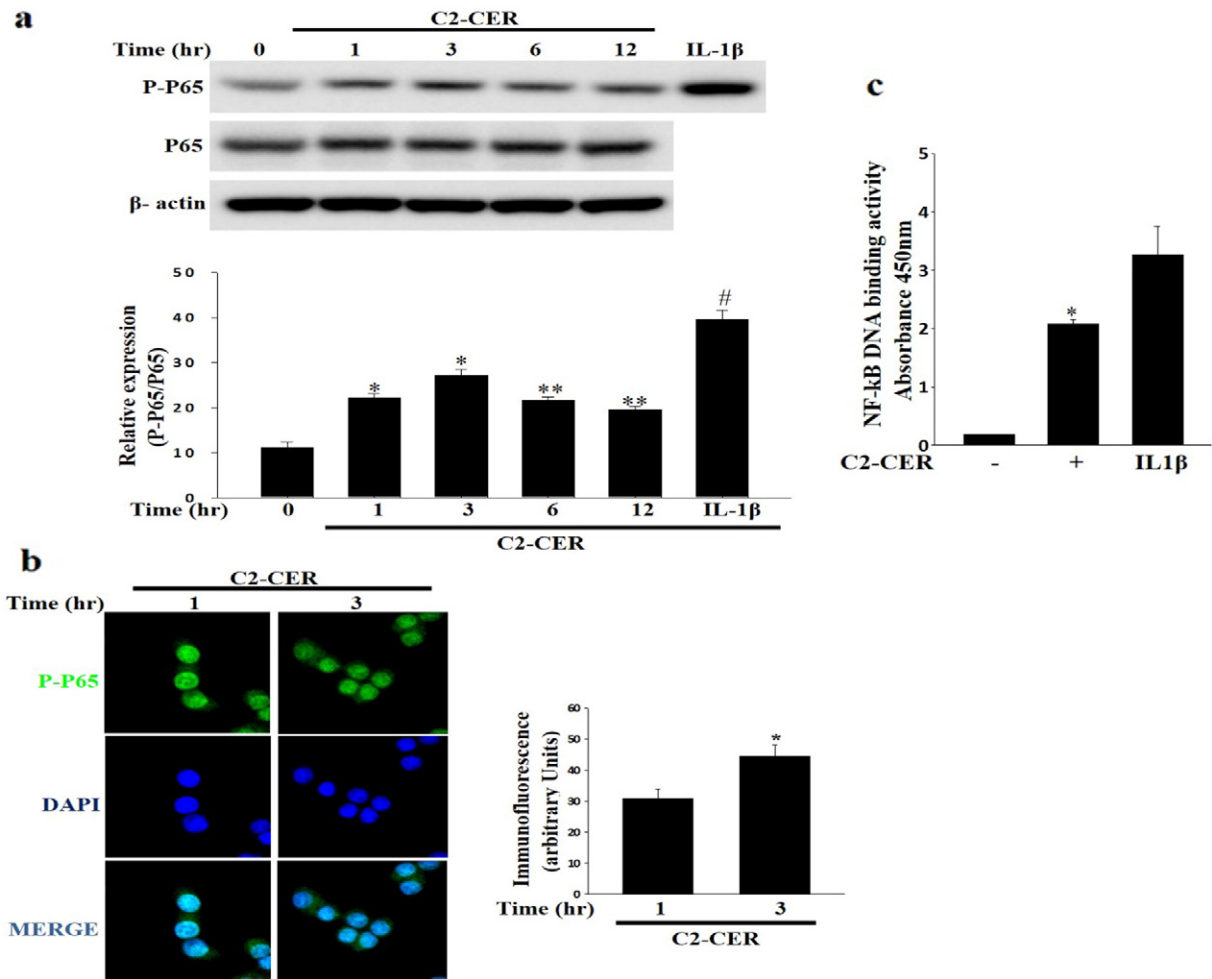 a
C2-CER
Time (hr) 0 1 3 6 12 IL-1β
P-P65
P65
β- actin
Relative expression
(P-P65/P65)
50
40
30
20
10
0
* * ** ** #
Time (hr) 0 1 3 6 12 IL-1β
C2-CER
b
C2-CER
Time (hr) 1 3
P-P65
DAPI
MERGE
Immunofluorescence
(arbitrary Units)
60
50
40
30
20
10
0
*
Time (hr) 1 3
C2-CER
c
NF-kB DNA binding activity
Absorbance 450nm
5
4
3
2
1
0
*
C2-CER - + IL1β